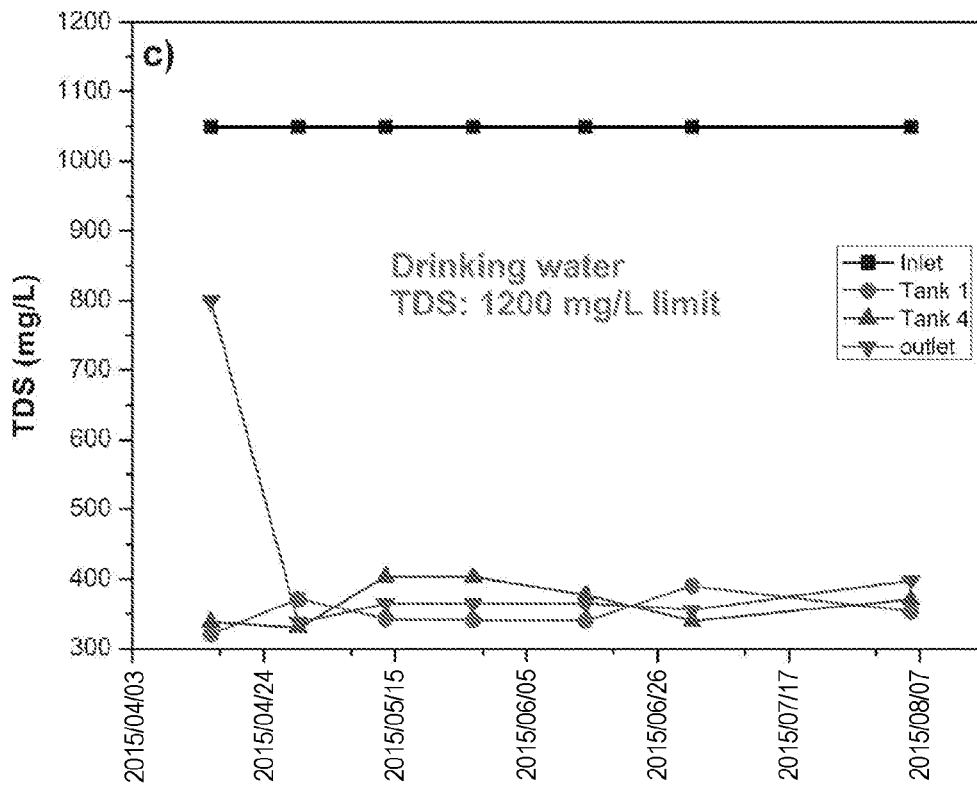 1200
c)
1100
1000
900
800
700
600
500
400
300
TDS (mg/L)
Drinking water
TDS: 1200 mg/L limit
Inlet
Tank 1
Tank 4
outlet
2015/04/03
2015/04/24
2015/05/15
2015/06/05
2015/06/26
2015/07/17
2015/08/07